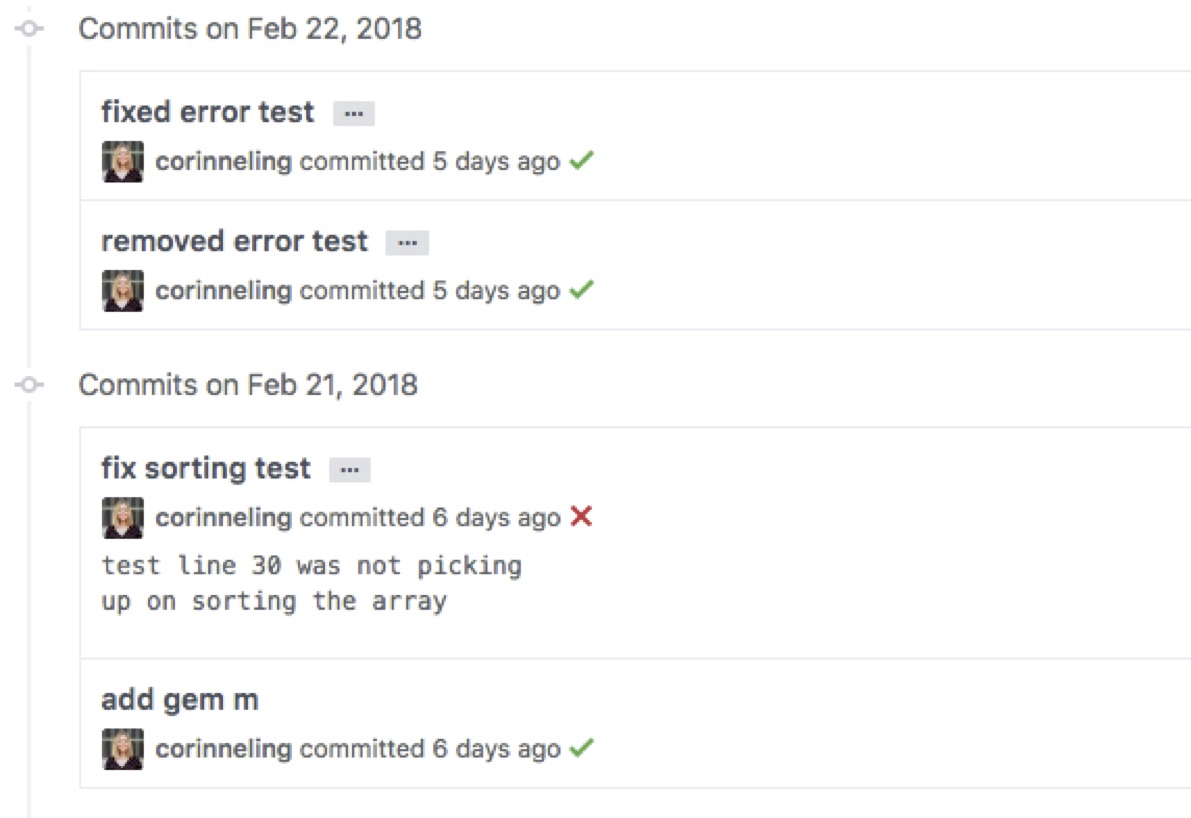 Commits on Feb 22, 2018
fixed error test ...
corinneling committed 5 days ago
removed error test ...
corinneling committed 5 days ago
Commits on Feb 21, 2018
fix sorting test ...
corinneling committed 6 days ago
test line 30 was not picking
up on sorting the array
add gem m
corinneling committed 6 days ago